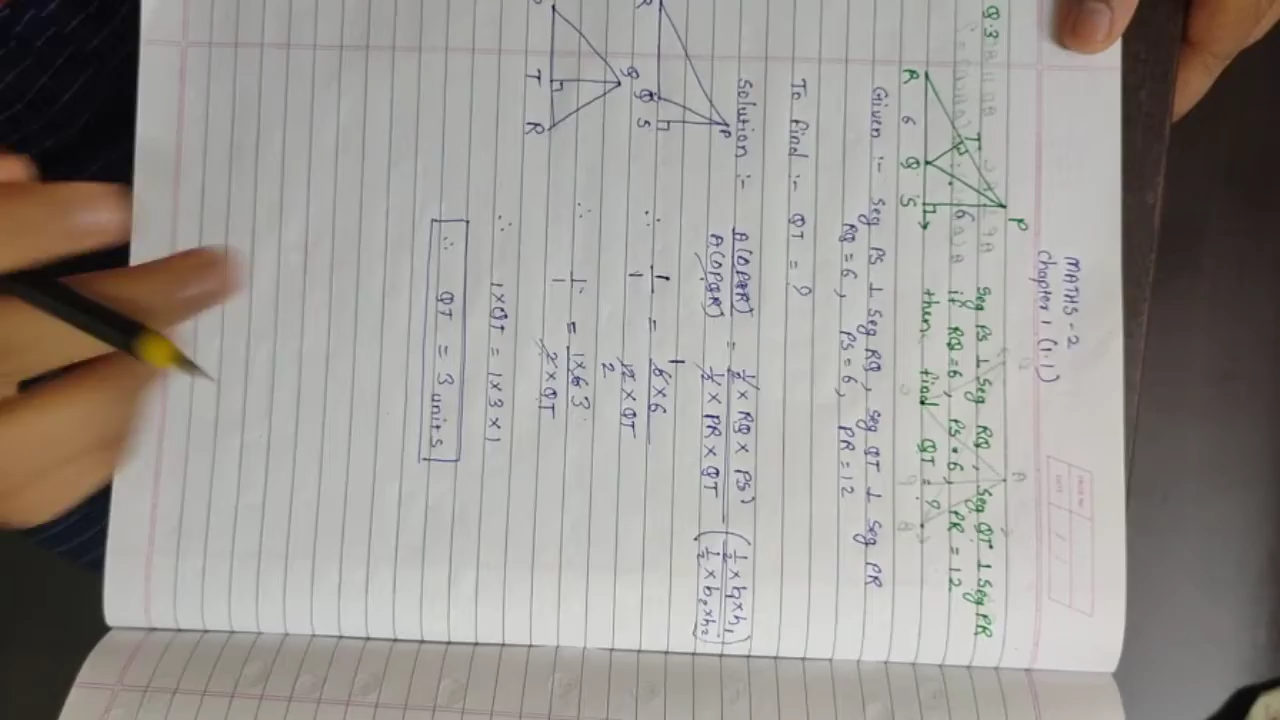 MATHS-2
chapter 1 (1.1)
Q.3
Seg PS ⊥ Seg RQ, Seg QT ⊥ Seg PR
if RQ=6, PS=6, PR=12
then find QT=?
P
T
6
R 6 Q S
Given :- seg PS ⊥ seg RQ, seg QT ⊥ seg PR
RQ=6, PS=6, PR=12
To find :- QT = ?
Solution :- A(ΔPQR) / A(ΔPQR) = 1/2 × RQ × PS / 1/2 × PR × QT (1/2 × b1 × h1 / 1/2 × b2 × h2)
P
R Q S
∴ 1/1 = 6 × 6 / 12 × QT
1
2
Q
∴ 1/1 = 1×6 3 / 2 × QT
T R
∴ 1×QT = 1×3×1
∴ QT = 3 units